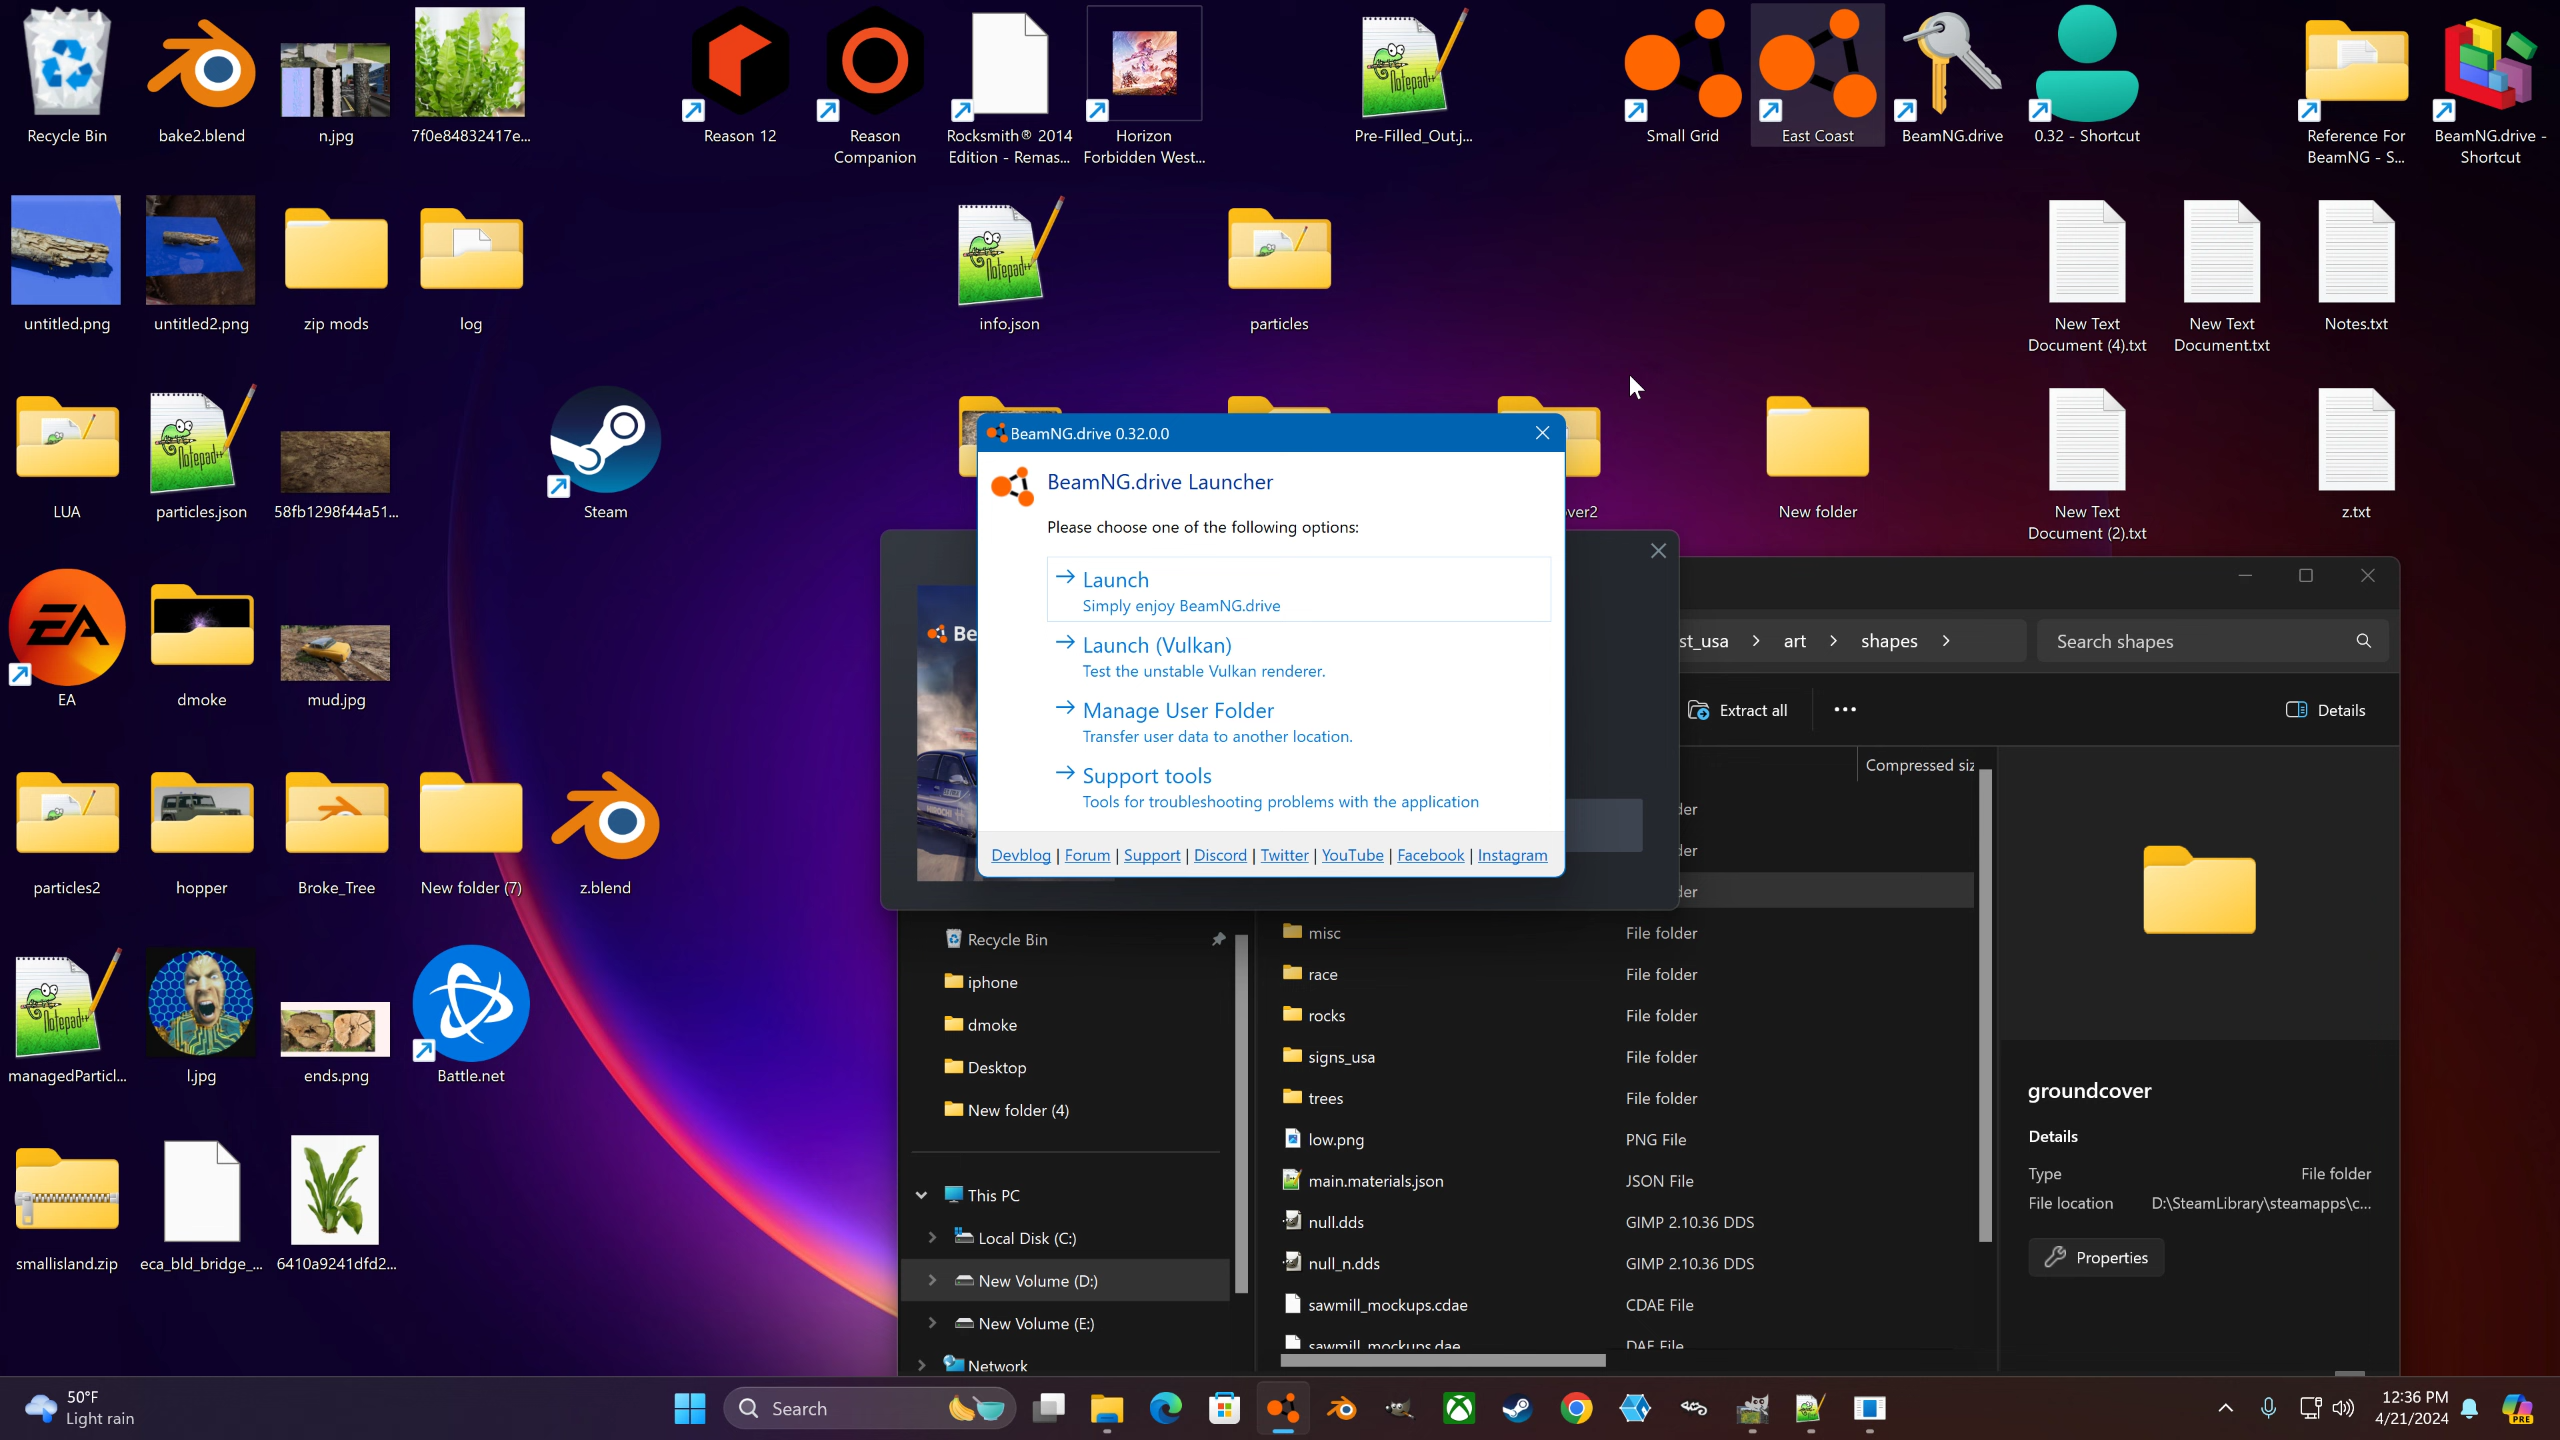 Recycle Bin
bake2.blend
n.jpg
7f0e84832417e...
Reason 12
Reason
Companion
Rocksmith® 2014
Edition - Remas...
Horizon
Forbidden West...
Pre-Filled_Out.j...
Small Grid
East Coast
BeamNG.drive
0.32 - Shortcut
Reference For
BeamNG - S...
BeamNG.drive -
Shortcut
untitled.png
untitled2.png
zip mods
log
Notepad++
info.json
particles
New Text
Document (4).txt
New Text
Document.txt
Notes.txt
LUA
particles.json
58fb1298f44a51...
Steam
ver2
New folder
New Text
Document (2).txt
z.txt
BeamNG.drive 0.32.0.0
BeamNG.drive Launcher
Please choose one of the following options:
Launch
Simply enjoy BeamNG.drive
Launch (Vulkan)
Test the unstable Vulkan renderer.
Manage User Folder
Transfer user data to another location.
Support tools
Tools for troubleshooting problems with the application
Devblog | Forum | Support | Discord | Twitter | YouTube | Facebook | Instagram
Be
EA
dmoke
mud.jpg
st_usa > art > shapes >
Search shapes
Extract all
Details
Compressed siz
der
der
der
particles2
hopper
Broke_Tree
New folder (7)
z.blend
managedParticl...
l.jpg
ends.png
Battle.net
smallisland.zip
eca_bld_bridge_...
6410a9241dfd2...
Recycle Bin
iphone
dmoke
Desktop
New folder (4)
This PC
Local Disk (C:)
New Volume (D:)
New Volume (E:)
Network
misc File folder
race File folder
rocks File folder
signs_usa File folder
trees File folder
low.png PNG File
main.materials.json JSON File
null.dds GIMP 2.10.36 DDS
null_n.dds GIMP 2.10.36 DDS
sawmill_mockups.cdae CDAE File
sawmill_mockups.dae DAE File
groundcover
Details
Type File folder
File location D:\SteamLibrary\steamapps\c...
Properties
50°F
Light rain
Search
12:36 PM
4/21/2024
PRE